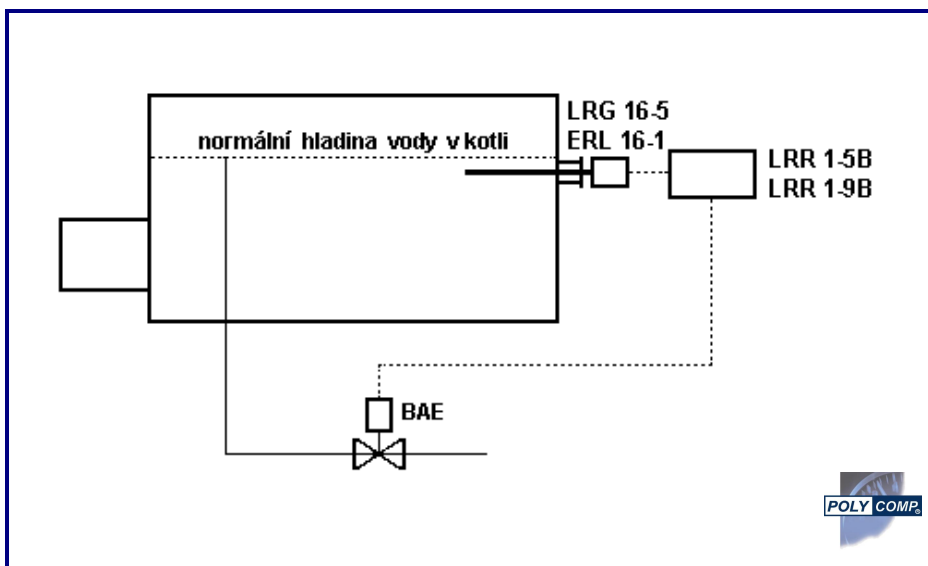 normální hladina vody v kotli
LRG 16-5
ERL 16-1
LRR 1-5B
LRR 1-9B
BAE
POLY COMP®